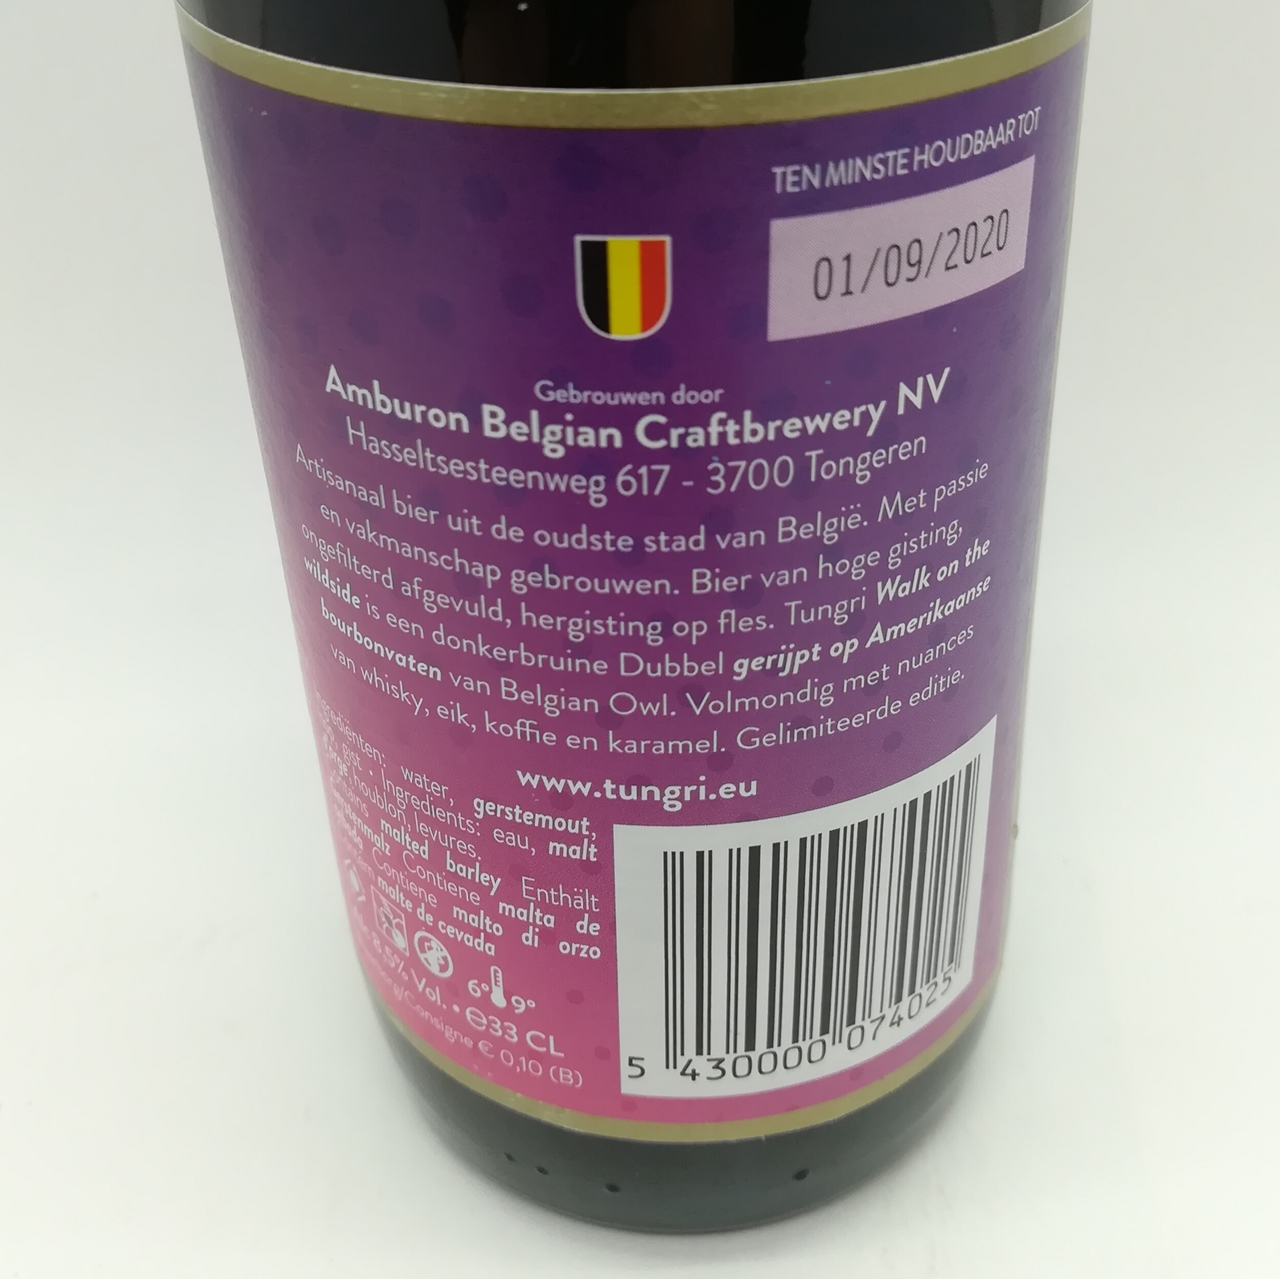 TEN MINSTE HOUDBAAR TOT
01/09/2020
Gebrouwen door
Amburon Belgian Craftbrewery NV
Hasseltsesteenweg 617 - 3700 Tongeren
Artisanaal bier uit de oudste stad van België. Met passie
en vakmanschap gebrouwen. Bier van hoge gisting,
ongefilterd afgevuld, hergisting op fles. Tungri Walk on the
wildside is een donkerbruine Dubbel gerijpt op Amerikaanse
bourbonvaten van Belgian Owl. Volmondig met nuances
van whisky, eik, koffie en karamel. Gelimiteerde editie.
www.tungri.eu
water, gerstemout,
gist. Ingredients: eau, malt
houblon, levures.
malted barley Enthält
Contiene malta de
Contiene malto di orzo
malte de cevada
6° 9°
8.5% Vol. • e33 CL
/Consigne € 0,10 (B)
5 430000 074025